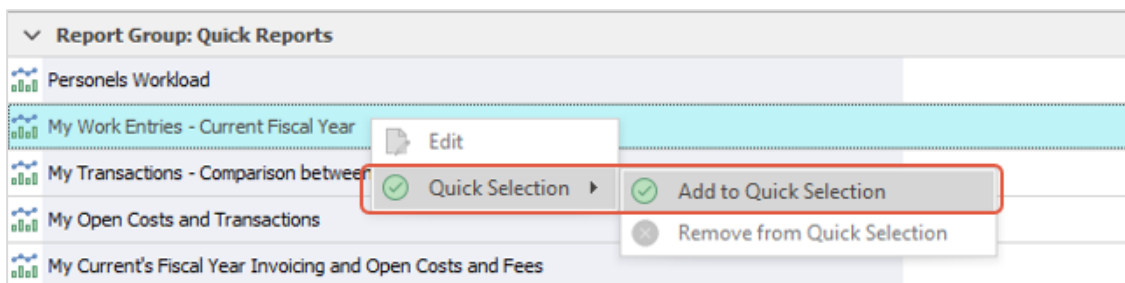 Report Group: Quick Reports
Personels Workload
My Work Entries - Current Fiscal Year
Edit
My Transactions - Comparison between
Quick Selection
Add to Quick Selection
My Open Costs and Transactions
Remove from Quick Selection
My Current's Fiscal Year Invoicing and Open Costs and Fees